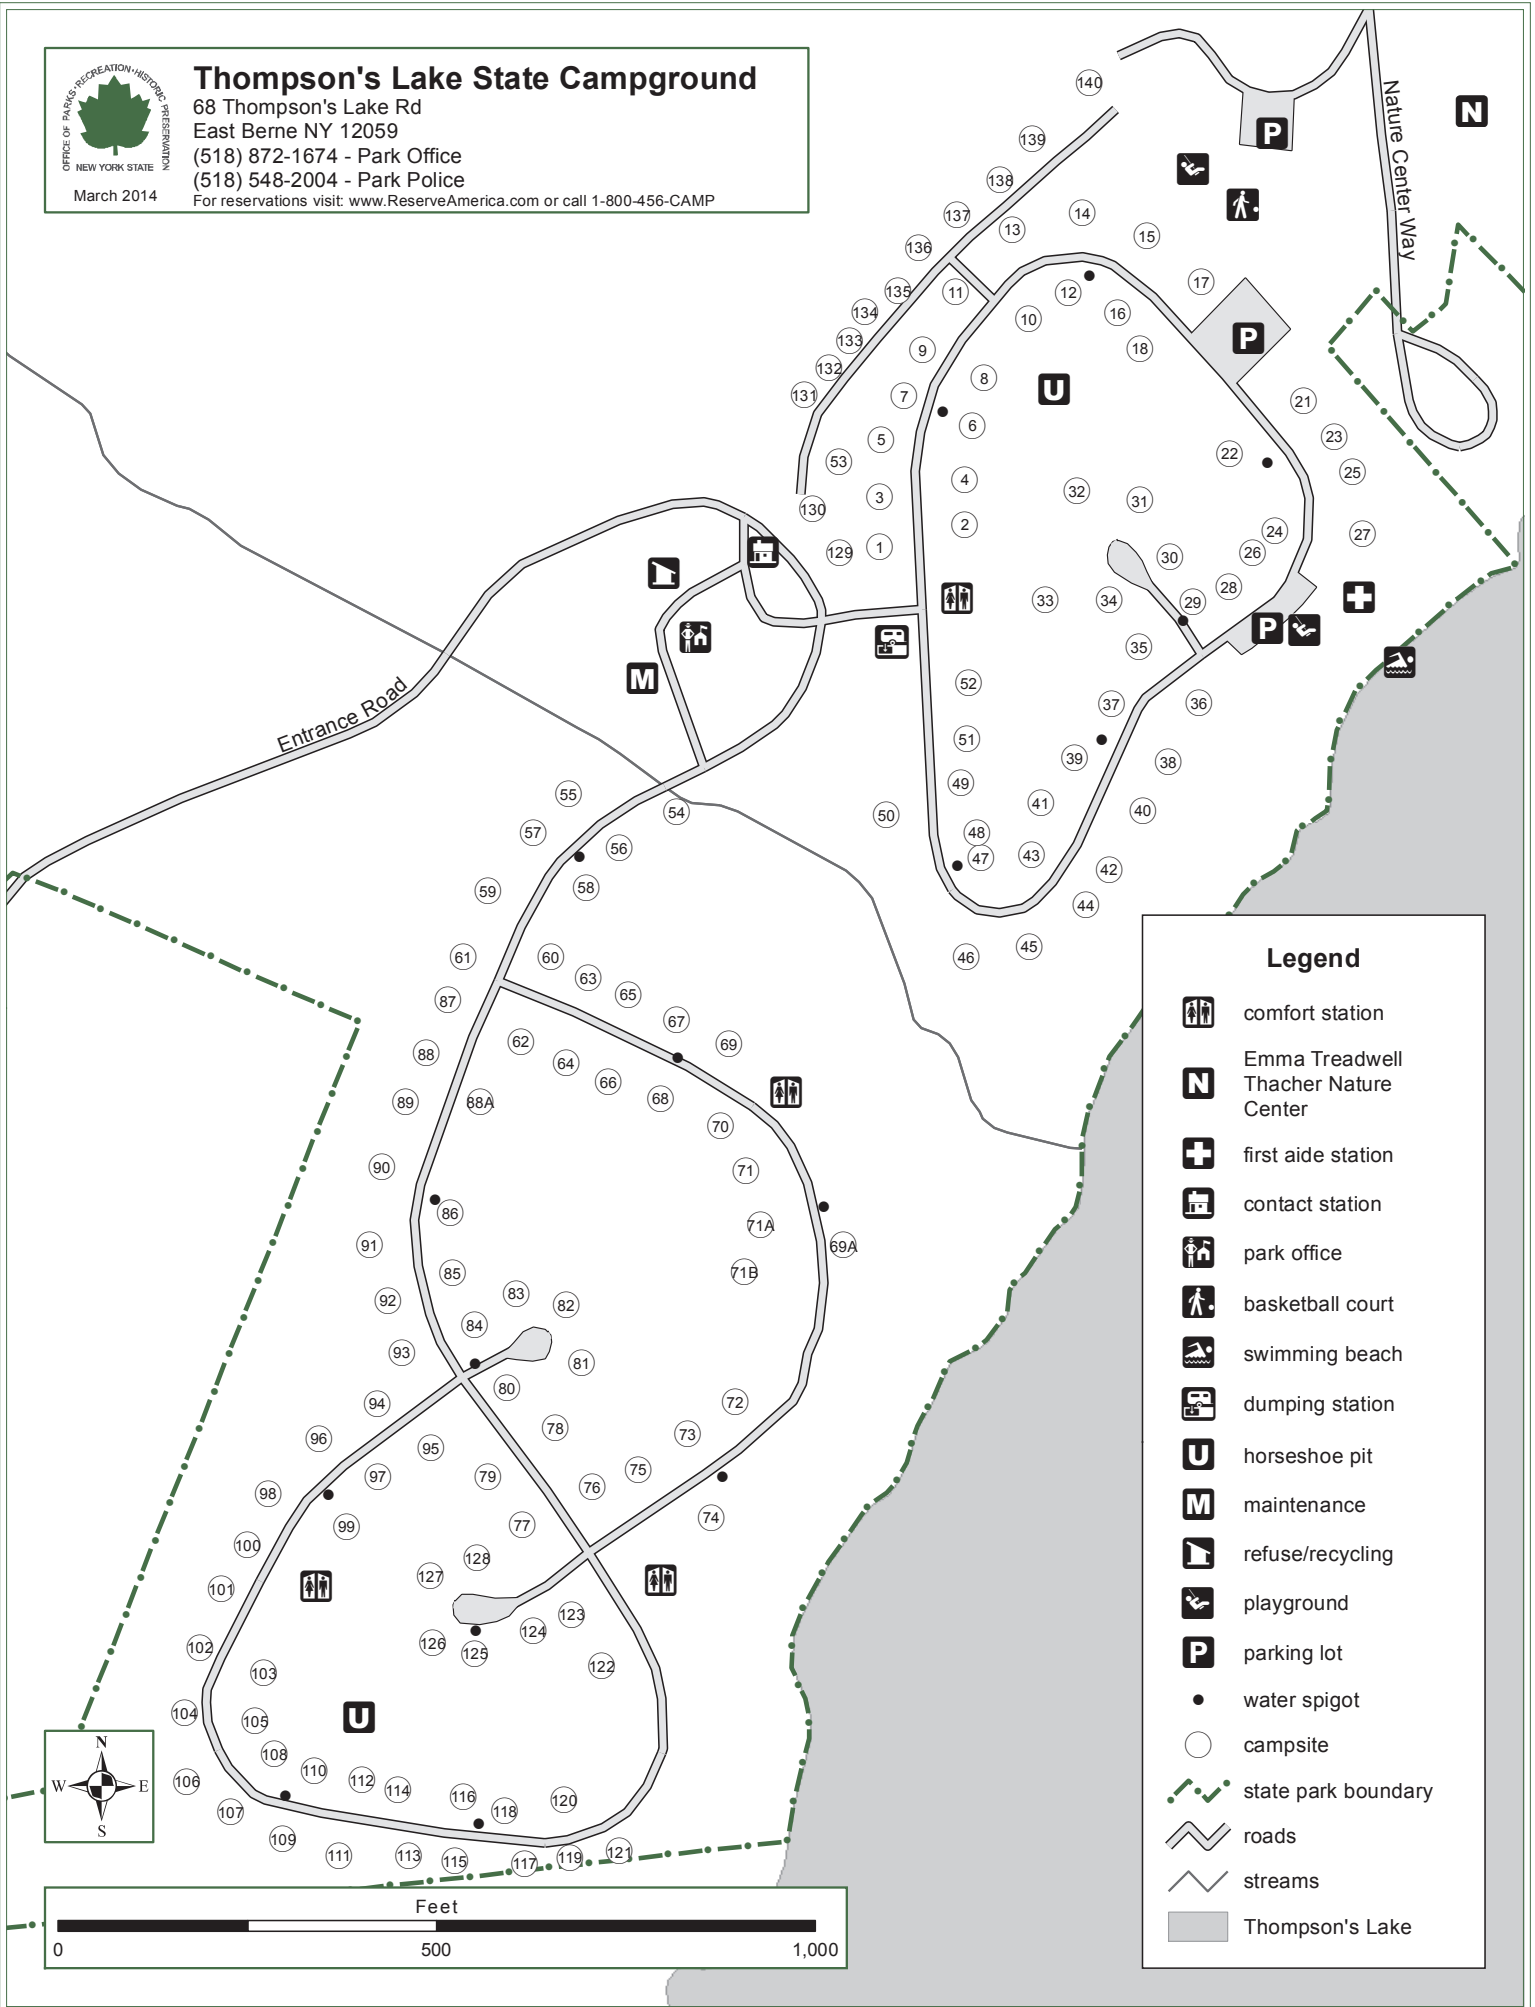 OFFICE OF PARKS • RECREATION • HISTORIC PRESERVATION
NEW YORK STATE
March 2014
Thompson's Lake State Campground
68 Thompson's Lake Rd
East Berne NY 12059
(518) 872-1674 - Park Office
(518) 548-2004 - Park Police
For reservations visit: www.ReserveAmerica.com or call 1-800-456-CAMP
Nature Center Way
N
P
140
139
138
137
136
135
134
133
132
131
130
129
13
14
15
17
11
12
10
16
18
9
8
7
6
5
53
4
3
2
1
U
P
21
23
25
22
27
24
26
28
32
31
30
33
34
29
35
P
36
37
52
51
39
38
49
41
40
50
48
47
43
42
44
45
46
M
Entrance Road
55
54
57
56
59
58
61
60
63
65
67
69
87
62
64
66
68
70
88
89
88A
90
71
86
71A
69A
91
71B
85
92
83
82
84
93
81
80
94
72
96
95
78
73
98
97
79
75
76
99
77
74
100
128
127
101
123
124
126
125
102
122
103
104
105
U
108
106
110
112
114
116
118
120
107
109
111
113
115
117
119
121
N
W
E
S
Feet
0
500
1,000
Legend
comfort station
N
Emma Treadwell
Thacher Nature
Center
first aide station
contact station
park office
basketball court
swimming beach
dumping station
U
horseshoe pit
M
maintenance
refuse/recycling
playground
P
parking lot
water spigot
campsite
state park boundary
roads
streams
Thompson's Lake